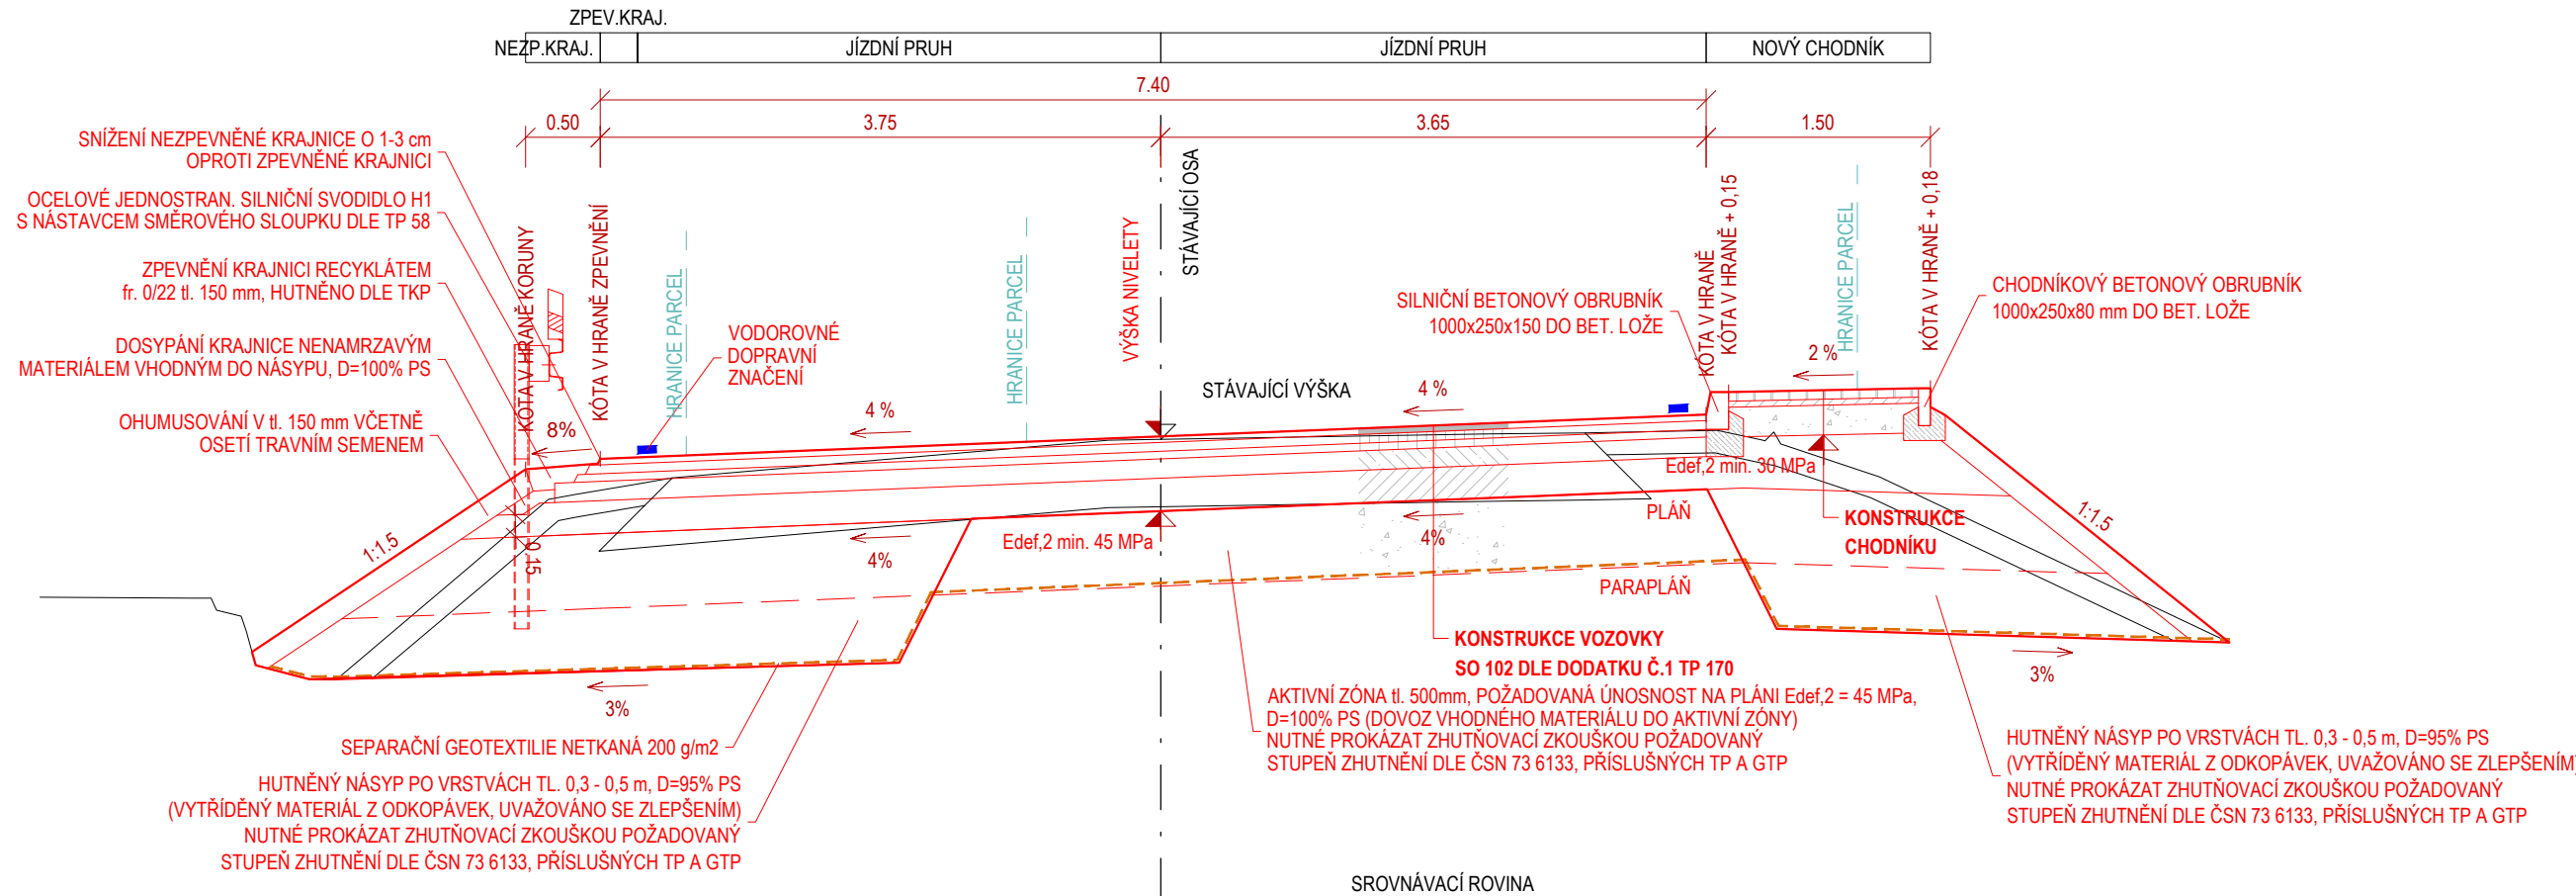 ZPEV.KRAJ.
NEZP.KRAJ.
JÍZDNÍ PRUH
JÍZDNÍ PRUH
NOVÝ CHODNÍK
7.40
0.50
3.75
3.65
1.50
SNÍŽENÍ NEZPEVNĚNÉ KRAJNICE O 1-3 cm
OPROTI ZPEVNĚNÉ KRAJNICI
OCELOVÉ JEDNOSTRAN. SILNIČNÍ SVODIDLO H1
S NÁSTAVCEM SMĚROVÉHO SLOUPKU DLE TP 58
ZPEVNĚNÍ KRAJNICI RECYKLÁTEM
fr. 0/22 tl. 150 mm, HUTNĚNO DLE TKP
DOSYPÁNÍ KRAJNICE NENAMRZAVÝM
MATERIÁLEM VHODNÝM DO NÁSYPU, D=100% PS
OHUMUSOVÁNÍ V tl. 150 mm VČETNĚ
OSETÍ TRAVNÍM SEMENEM
KÓTA V HRANĚ KORUNY
KÓTA V HRANĚ ZPEVNĚNÍ
HRANICE PARCEL
VODOROVNÉ
DOPRAVNÍ
ZNAČENÍ
HRANICE PARCEL
VÝŠKA NIVELETY
STÁVAJÍCÍ OSA
STÁVAJÍCÍ VÝŠKA
SILNIČNÍ BETONOVÝ OBRUBNÍK
1000x250x150 DO BET. LOŽE
KÓTA V HRANĚ
KÓTA V HRANĚ + 0,15
HRANICE PARCEL
KÓTA V HRANĚ + 0,18
CHODNÍKOVÝ BETONOVÝ OBRUBNÍK
1000x250x80 mm DO BET. LOŽE
8%
4 %
4 %
2 %
1:1.5
0.15
4%
Edef,2 min. 45 MPa
4%
PLÁŇ
Edef,2 min. 30 MPa
KONSTRUKCE
CHODNÍKU
1:1.5
PARAPLÁŇ
KONSTRUKCE VOZOVKY
SO 102 DLE DODATKU Č.1 TP 170
3%
3%
AKTIVNÍ ZÓNA tl. 500mm, POŽADOVANÁ ÚNOSNOST NA PLÁNI Edef,2 = 45 MPa,
D=100% PS (DOVOZ VHODNÉHO MATERIÁLU DO AKTIVNÍ ZÓNY)
NUTNÉ PROKÁZAT ZHUTŇOVACÍ ZKOUŠKOU POŽADOVANÝ
STUPEŇ ZHUTNĚNÍ DLE ČSN 73 6133, PŘÍSLUŠNÝCH TP A GTP
SEPARAČNÍ GEOTEXTILIE NETKANÁ 200 g/m2
HUTNĚNÝ NÁSYP PO VRSTVÁCH TL. 0,3 - 0,5 m, D=95% PS
(VYTŘÍDĚNÝ MATERIÁL Z ODKOPÁVEK, UVAŽOVÁNO SE ZLEPŠENÍM)
NUTNÉ PROKÁZAT ZHUTŇOVACÍ ZKOUŠKOU POŽADOVANÝ
STUPEŇ ZHUTNĚNÍ DLE ČSN 73 6133, PŘÍSLUŠNÝCH TP A GTP
HUTNĚNÝ NÁSYP PO VRSTVÁCH TL. 0,3 - 0,5 m, D=95% PS
(VYTŘÍDĚNÝ MATERIÁL Z ODKOPÁVEK, UVAŽOVÁNO SE ZLEPŠENÍM)
NUTNÉ PROKÁZAT ZHUTŇOVACÍ ZKOUŠKOU POŽADOVANÝ
STUPEŇ ZHUTNĚNÍ DLE ČSN 73 6133, PŘÍSLUŠNÝCH TP A GTP
SROVNÁVACÍ ROVINA